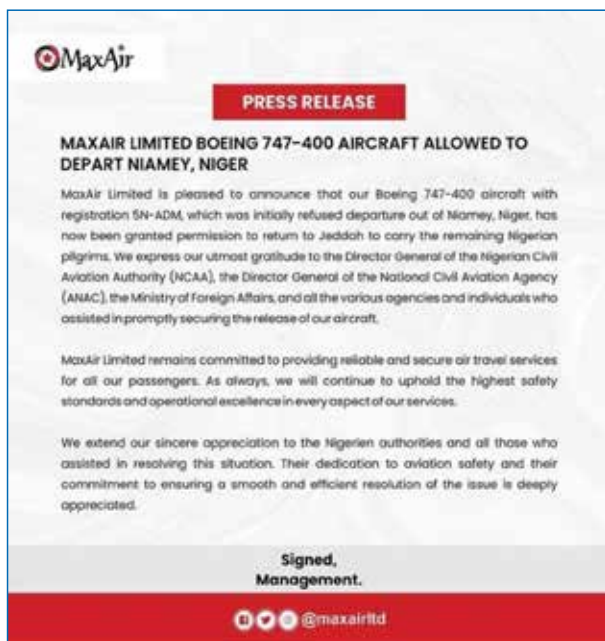 MaxAir
PRESS RELEASE
MAXAIR LIMITED BOEING 747-400 AIRCRAFT ALLOWED TO
DEPART NIAMEY, NIGER
MaxAir Limited is pleased to announce that our Boeing 747-400 aircraft with
registration 5N-ADM, which was initially refused departure out of Niamey, Niger, has
now been granted permission to return to Jeddah to carry the remaining Nigerian
pilgrims. We express our utmost gratitude to the Director General of the Nigerian Civil
Aviation Authority (NCAA), the Director General of the National Civil Aviation Agency
(ANAC), the Ministry of Foreign Affairs, and all the various agencies and individuals who
assisted in promptly securing the release of our aircraft.
MaxAir Limited remains committed to providing reliable and secure air travel services
for all our passengers. As always, we will continue to uphold the highest safety
standards and operational excellence in every aspect of our services.
We extend our sincere appreciation to the Nigerien authorities and all those who
assisted in resolving this situation. Their dedication to aviation safety and their
commitment to ensuring a smooth and efficient resolution of the issue is deeply
appreciated.
Signed,
Management.
@maxairltd